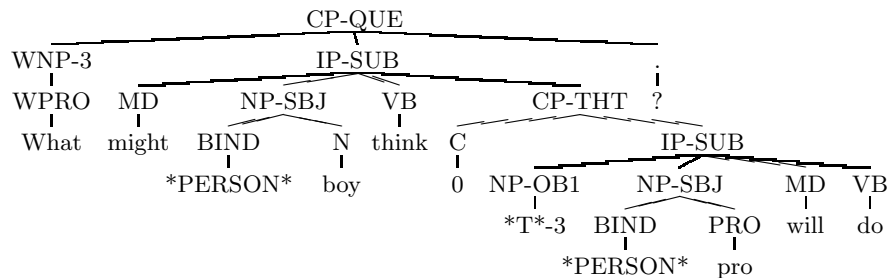 CP-QUE
WNP-3 IP-SUB .
WPRO MD NP-SBJ VB CP-THT ?
What might BIND N think C IP-SUB
*PERSON* boy 0 NP-OB1 NP-SBJ MD VB
*T*-3 BIND PRO will do
*PERSON* pro